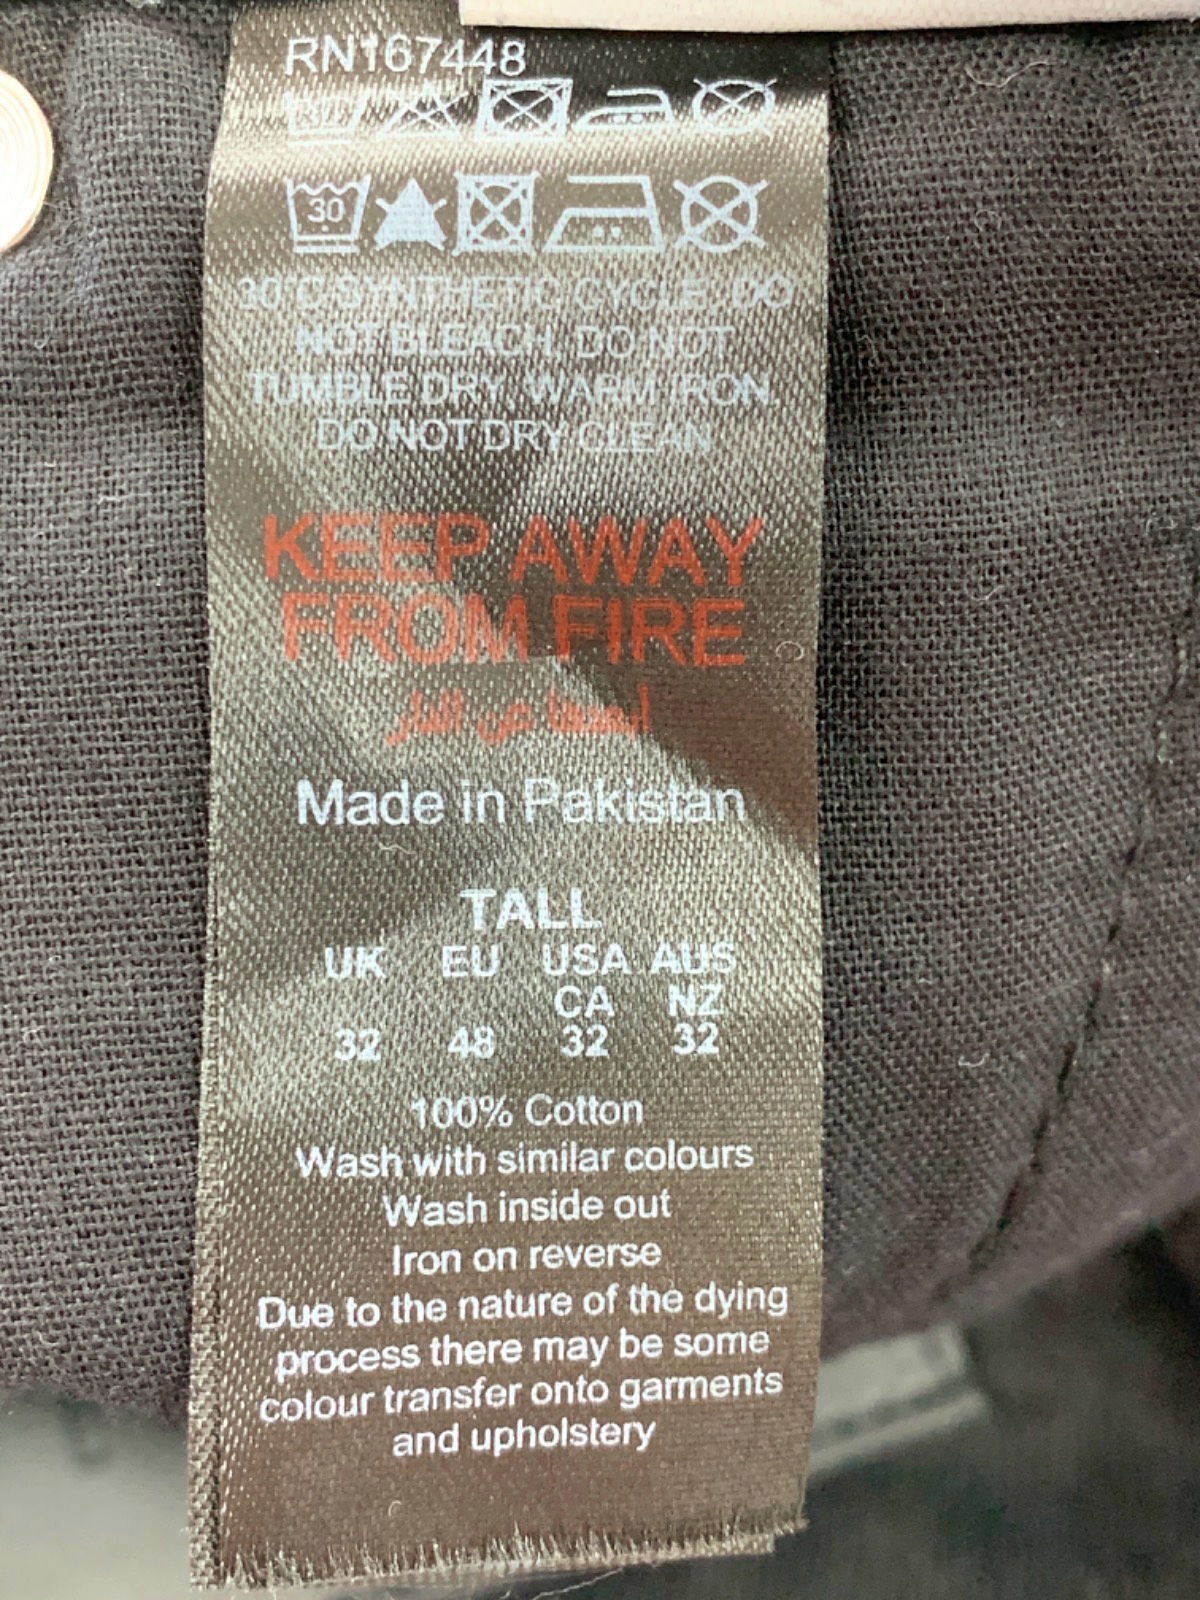 RN167448
30
30°C SYNTHETIC CYCLE. DO
NOT BLEACH. DO NOT
TUMBLE DRY. WARM IRON.
DO NOT DRY CLEAN
KEEP AWAY
FROM FIRE
أبعدها عن النار
Made in Pakistan
TALL
UK EU USA AUS
CA NZ
32 48 32 32
100% Cotton
Wash with similar colours
Wash inside out
Iron on reverse
Due to the nature of the dying
process there may be some
colour transfer onto garments
and upholstery